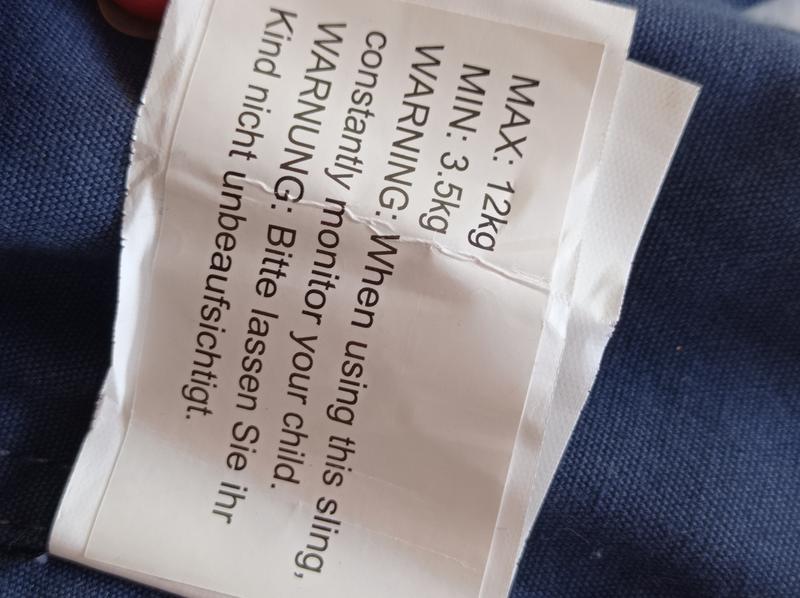 MAX: 12kg
MIN: 3.5kg
WARNING: When using this sling,
constantly monitor your child.
WARNUNG: Bitte lassen Sie ihr
Kind nicht unbeaufsichtigt.